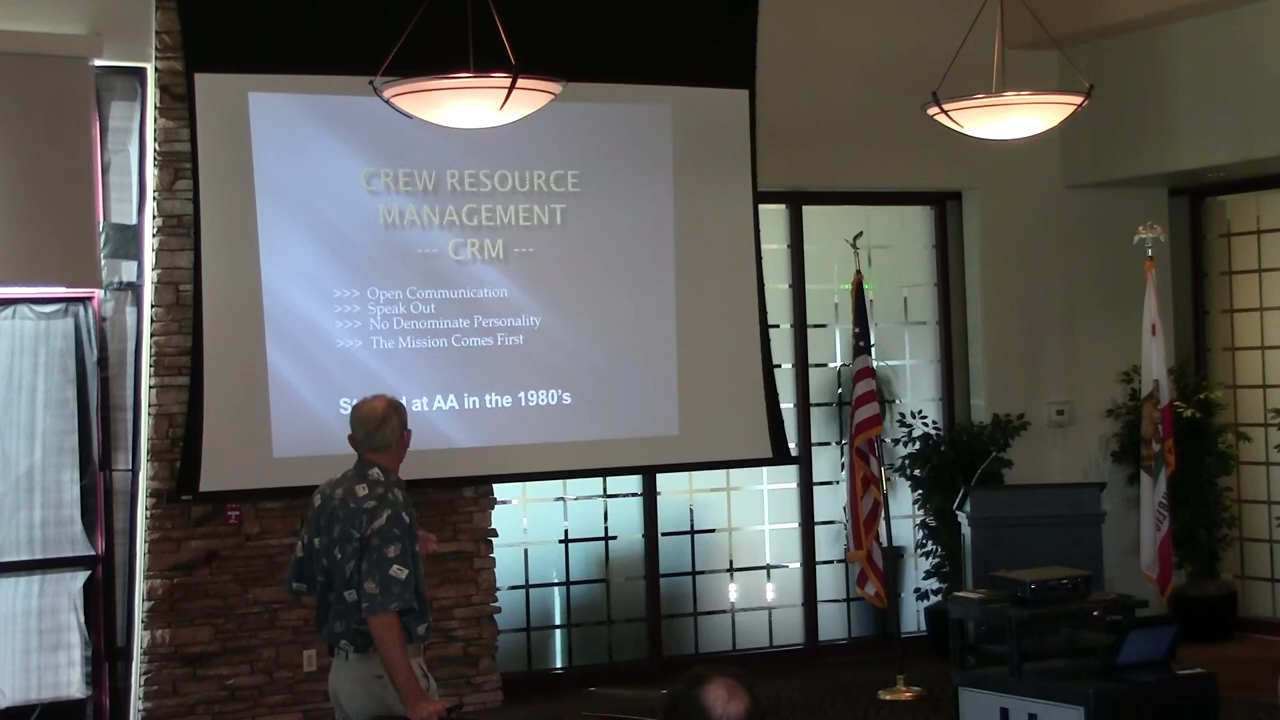 CREW RESOURCE
MANAGEMENT
--- CRM ---
>>> Open Communication
>>> Speak Out
>>> No Denominate Personality
>>> The Mission Comes First
at AA in the 1980's